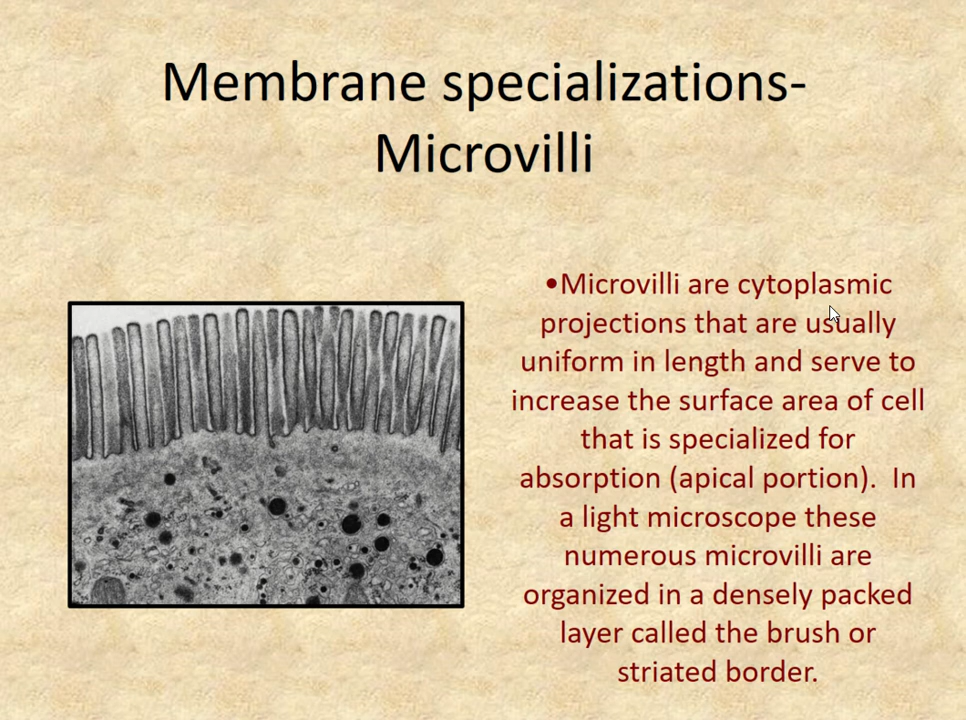 Membrane specializations-
Microvilli
•Microvilli are cytoplasmic
projections that are usually
uniform in length and serve to
increase the surface area of cell
that is specialized for
absorption (apical portion).  In
a light microscope these
numerous microvilli are
organized in a densely packed
layer called the brush or
striated border.